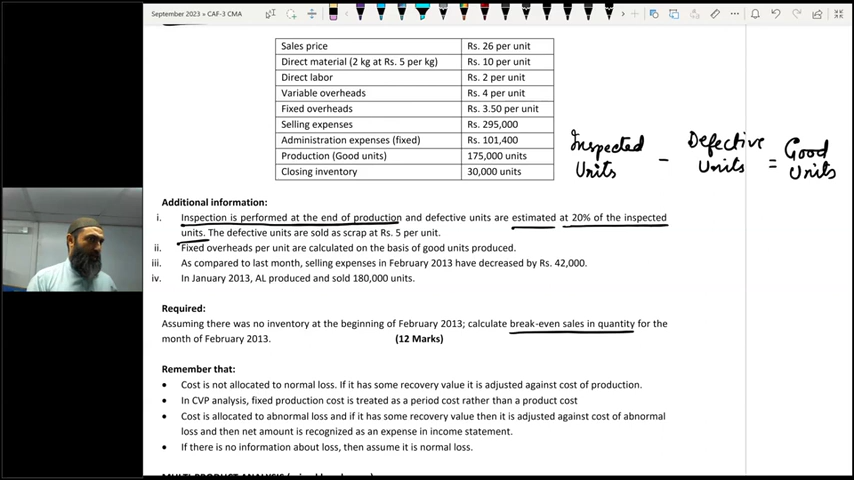 September 2023 » CAF-3 CMA
Sales price Rs. 26 per unit
Direct material (2 kg at Rs. 5 per kg) Rs. 10 per unit
Direct labor Rs. 2 per unit
Variable overheads Rs. 4 per unit
Fixed overheads Rs. 3.50 per unit
Selling expenses Rs. 295,000
Administration expenses (fixed) Rs. 101,400
Production (Good units) 175,000 units
Closing inventory 30,000 units
Inspected Units – Defective Units = Good Units
Additional information:
i. Inspection is performed at the end of production and defective units are estimated at 20% of the inspected
units. The defective units are sold as scrap at Rs. 5 per unit.
ii. Fixed overheads per unit are calculated on the basis of good units produced.
iii. As compared to last month, selling expenses in February 2013 have decreased by Rs. 42,000.
iv. In January 2013, AL produced and sold 180,000 units.
Required:
Assuming there was no inventory at the beginning of February 2013; calculate break-even sales in quantity for the
month of February 2013. (12 Marks)
Remember that:
• Cost is not allocated to normal loss. If it has some recovery value it is adjusted against cost of production.
• In CVP analysis, fixed production cost is treated as a period cost rather than a product cost
• Cost is allocated to abnormal loss and if it has some recovery value then it is adjusted against cost of abnormal
loss and then net amount is recognized as an expense in income statement.
• If there is no information about loss, then assume it is normal loss.